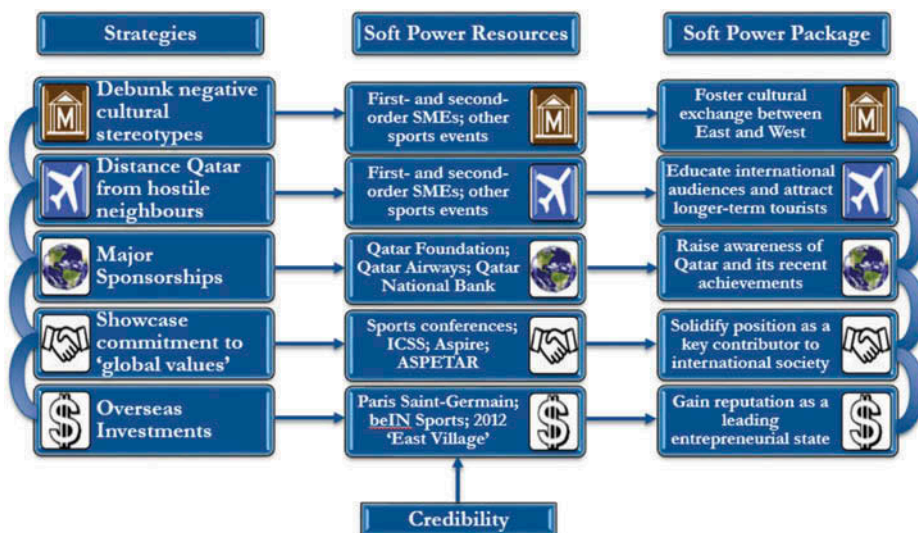 Strategies
Soft Power Resources
Soft Power Package
M
Debunk negative
cultural
stereotypes
First- and second-
order SMEs; other
sports events
M
Foster cultural
exchange between
East and West
M
Distance Qatar
from hostile
neighbours
First- and second-
order SMEs; other
sports events
Educate international
audiences and attract
longer-term tourists
Major
Sponsorships
Qatar Foundation;
Qatar Airways; Qatar
National Bank
Raise awareness of
Qatar and its recent
achievements
Showcase
commitment to
‘global values’
Sports conferences;
ICSS; Aspire;
ASPETAR
Solidify position as a
key contributor to
international society
$
Overseas
Investments
Paris Saint-Germain;
beIN Sports; 2012
‘East Village’
$
Gain reputation as a
leading
entrepreneurial state
$
Credibility